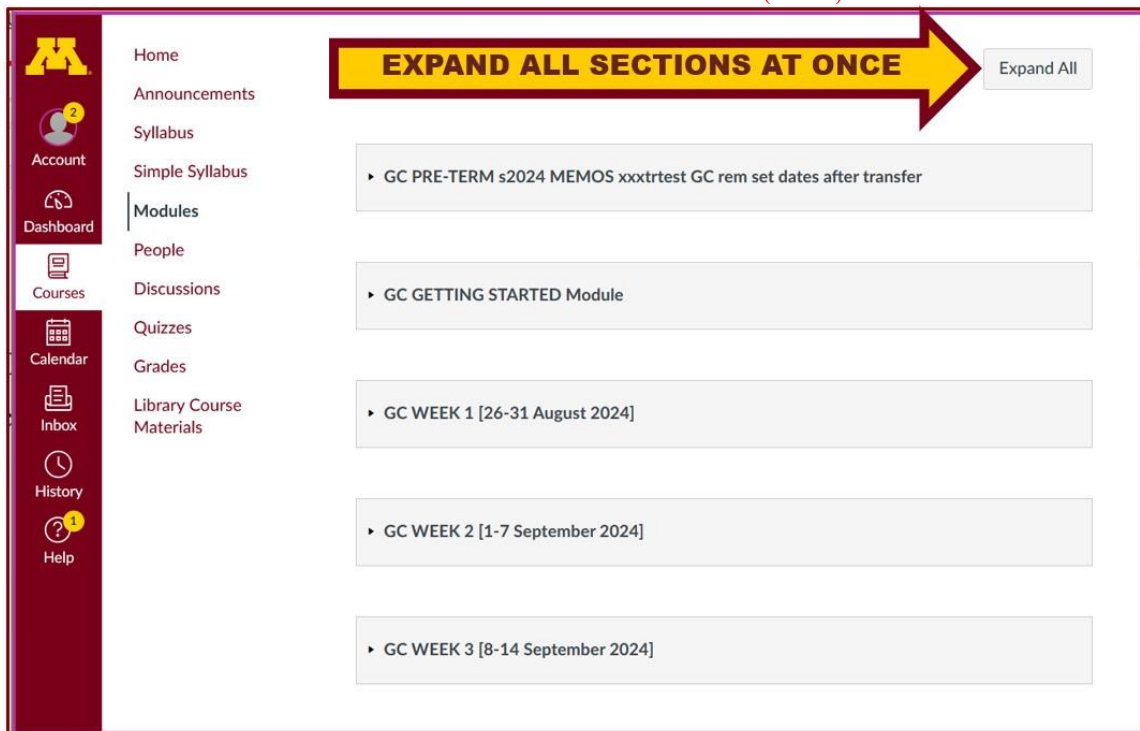 M
2
Account
Dashboard
Courses
Calendar
Inbox
History
1
Help
Home
Announcements
Syllabus
Simple Syllabus
Modules
People
Discussions
Quizzes
Grades
Library Course
Materials
EXPAND ALL SECTIONS AT ONCE
Expand All
GC PRE-TERM s2024 MEMOS xxxtrtest GC rem set dates after transfer
GC GETTING STARTED Module
GC WEEK 1 [26-31 August 2024]
GC WEEK 2 [1-7 September 2024]
GC WEEK 3 [8-14 September 2024]